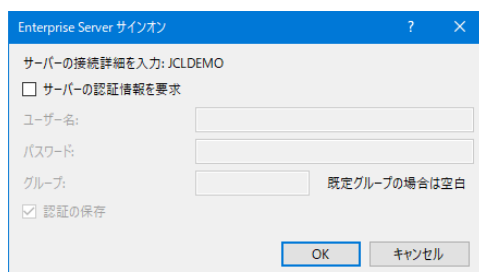 Enterprise Server サインオン
サーバーの接続詳細を入力: JCLDEMO
サーバーの認証情報を要求
ユーザー名:
パスワード:
グループ: 既定グループの場合は空白
認証の保存
OK キャンセル